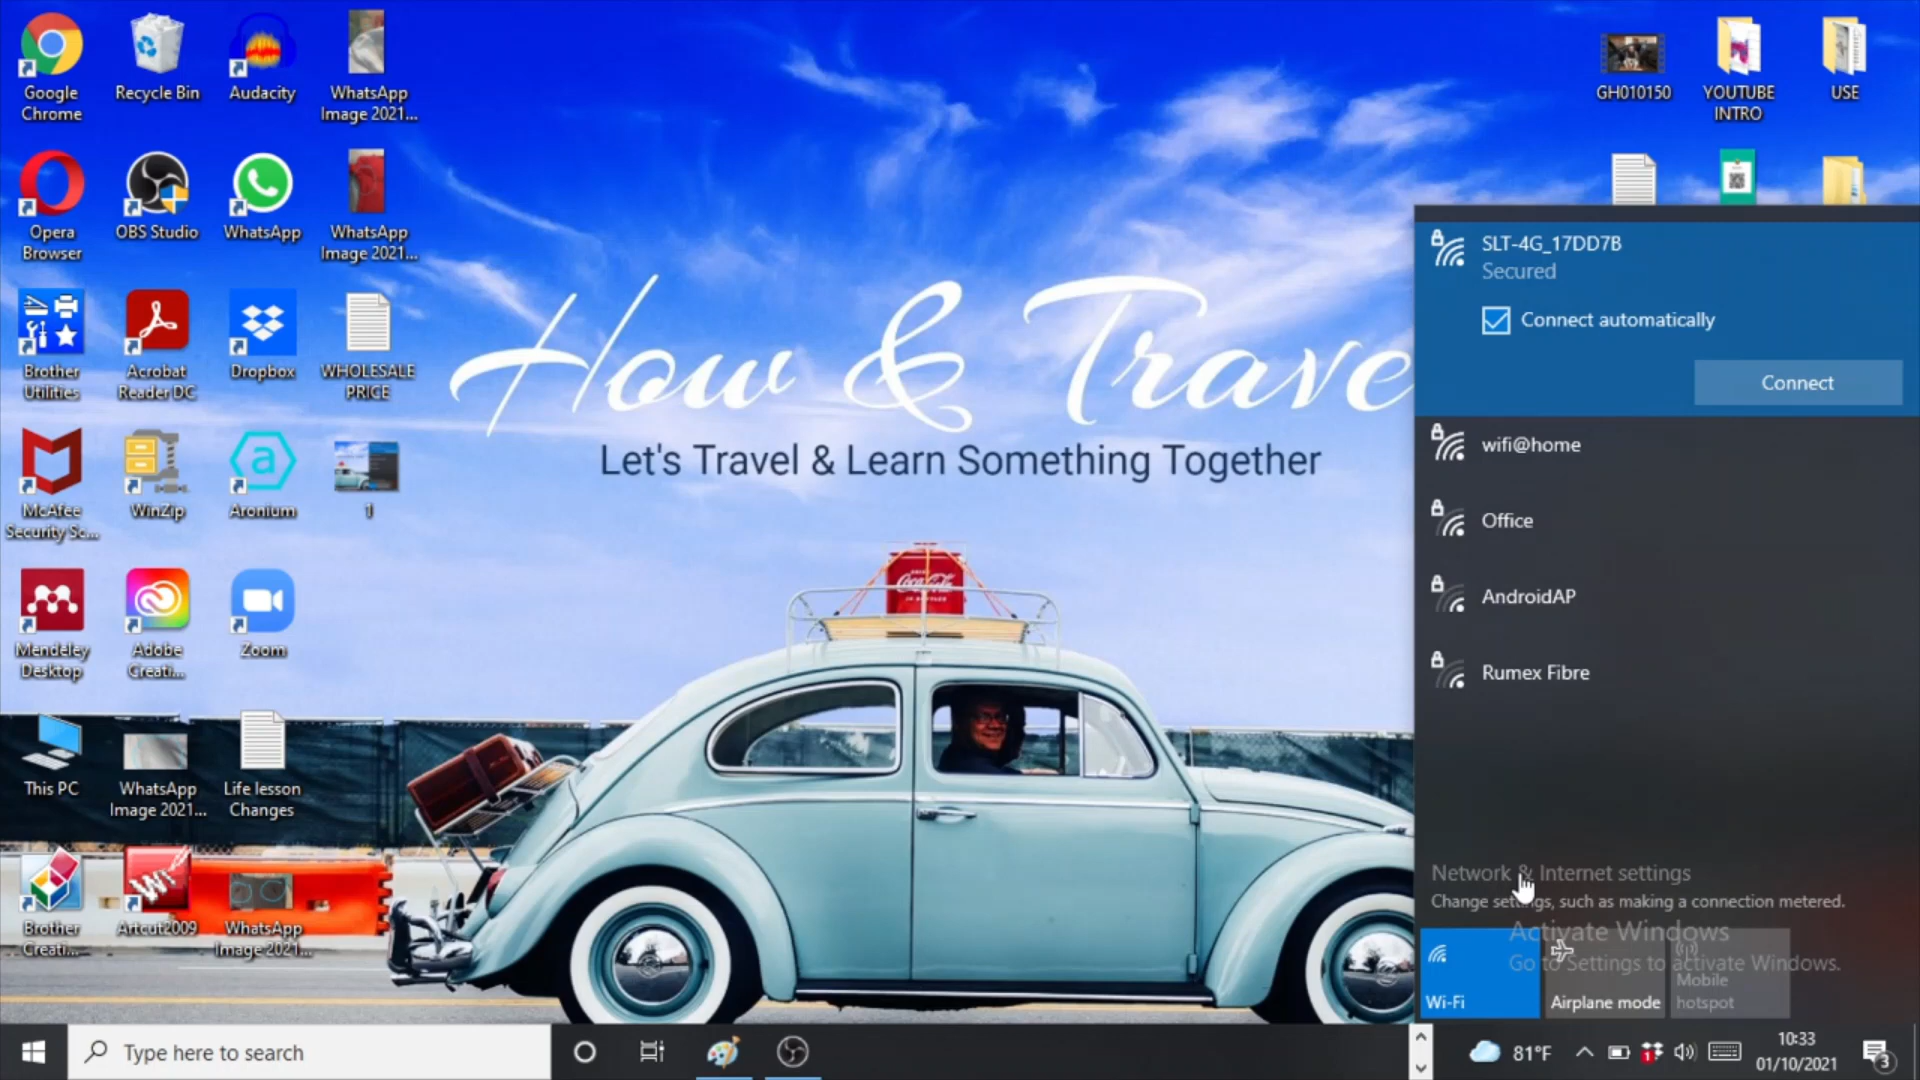 Google
Chrome
Recycle Bin
Audacity
WhatsApp
Image 2021...
GH010150
YOUTUBE
INTRO
USE
Opera
Browser
OBS Studio
WhatsApp
WhatsApp
Image 2021...
Brother
Utilities
Acrobat
Reader DC
Dropbox
WHOLESALE
PRICE
McAfee
Security Sc...
WinZip
Aronium
1
Mendeley
Desktop
Adobe
Creati...
Zoom
This PC
WhatsApp
Image 2021...
Life lesson
Changes
Brother
Creati...
Artcut2009
WhatsApp
Image 2021...
How & Trave
Let's Travel & Learn Something Together
Coca-Cola
SLT-4G_17DD7B
Secured
Connect automatically
Connect
wifi@home
Office
AndroidAP
Rumex Fibre
Network & Internet settings
Change settings, such as making a connection metered.
Activate Windows
Go to Settings to activate Windows.
Wi-Fi
Airplane mode
Mobile
hotspot
Type here to search
81°F
1
10:33
01/10/2021
3